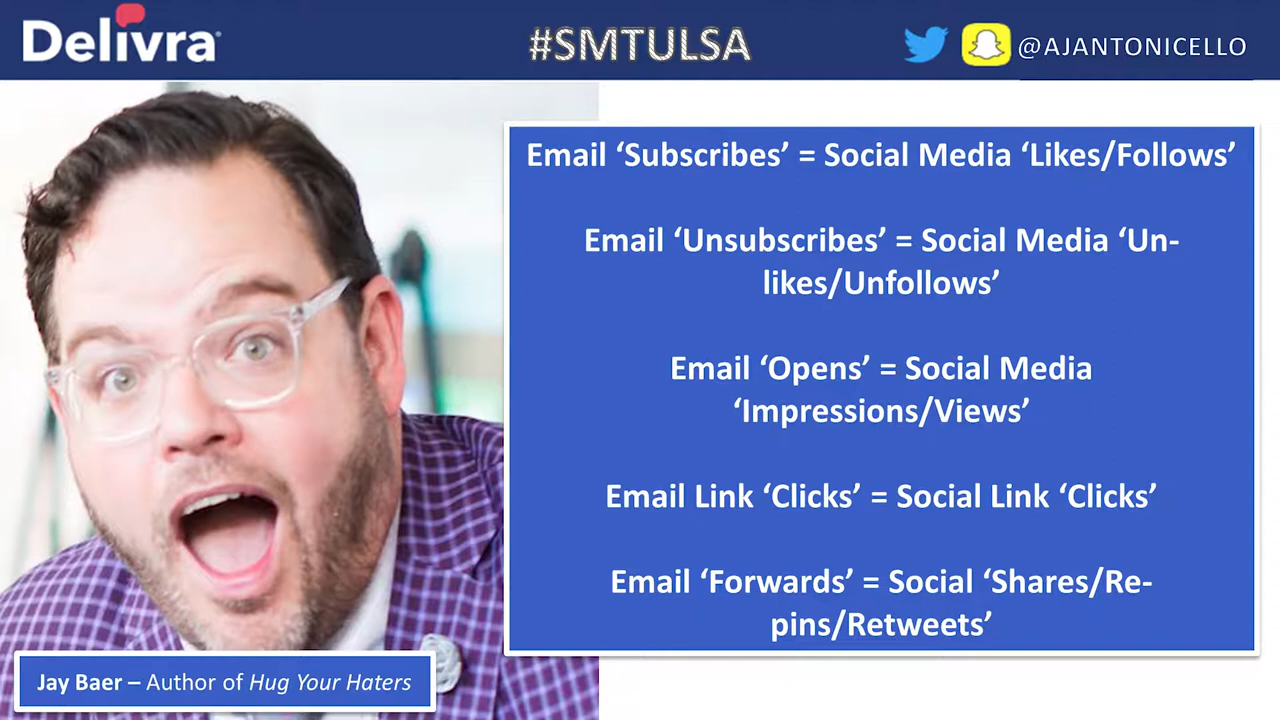 Delivra
#SMTULSA
@AJANTONICELLO
Email ‘Subscribes’ = Social Media ‘Likes/Follows’
Email ‘Unsubscribes’ = Social Media ‘Un-
likes/Unfollows’
Email ‘Opens’ = Social Media
‘Impressions/Views’
Email Link ‘Clicks’ = Social Link ‘Clicks’
Email ‘Forwards’ = Social ‘Shares/Re-
pins/Retweets’
Jay Baer – Author of Hug Your Haters